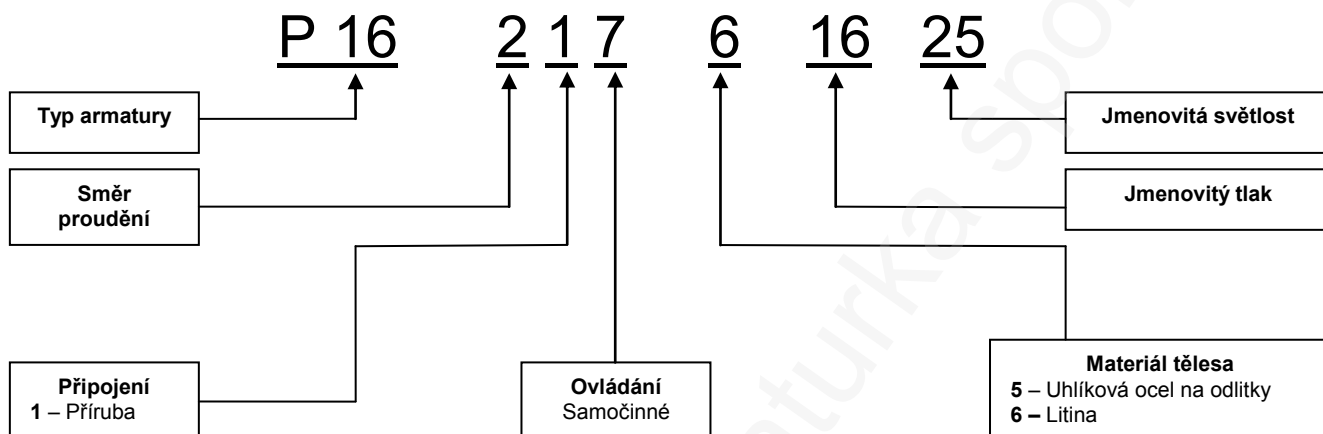 P 16 2 1 7 6 16 25
Typ armatury
Jmenovitá světlost
Směr
proudění
Jmenovitý tlak
Připojení
1 – Příruba
Ovládání
Samočinné
Materiál tělesa
5 – Uhlíková ocel na odlitky
6 – Litina